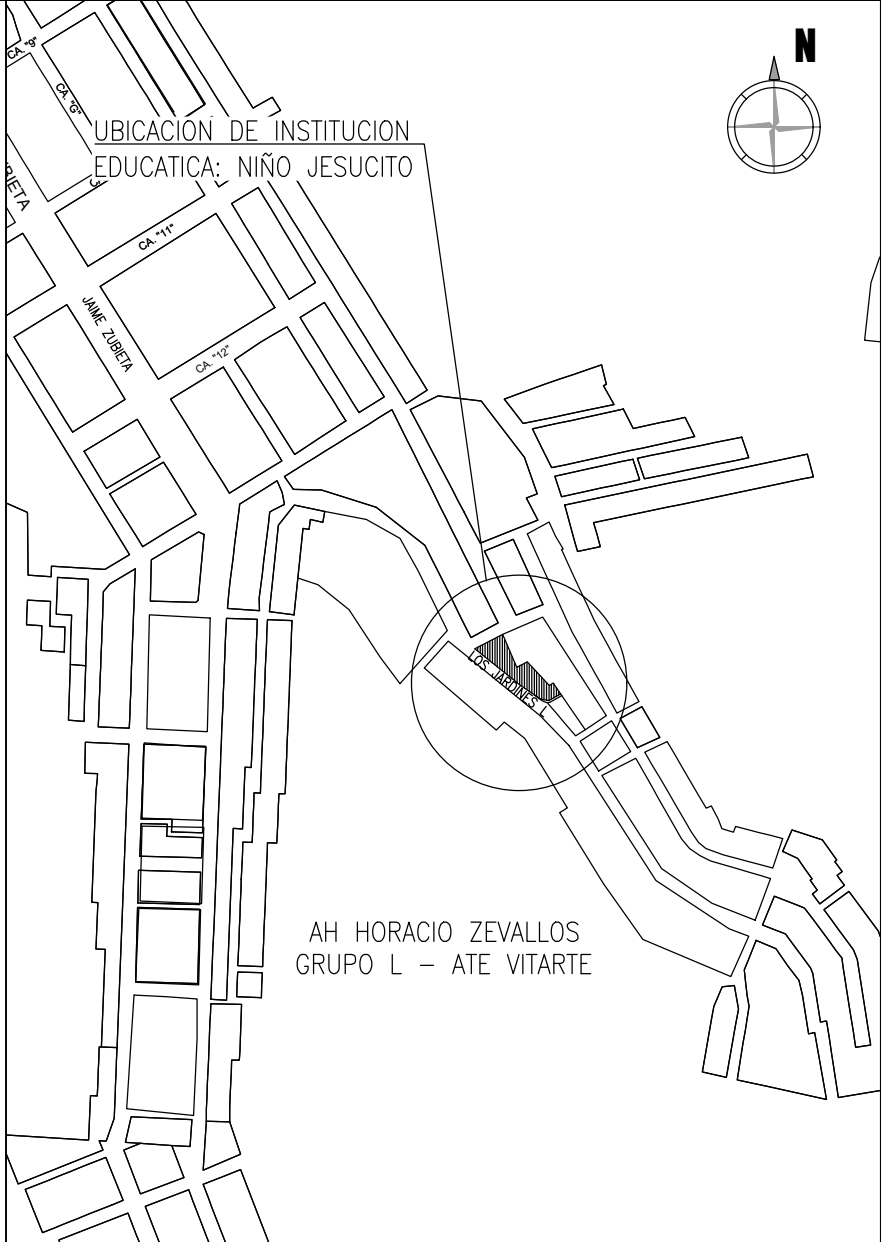 N
CA. "9"
CA. "G"
UBICACION DE INSTITUCION
EDUCATICA: NIÑO JESUCITO
CA. "11"
JAIME ZUBIETA
CA. "12"
LOS JARDINES L
AH HORACIO ZEVALLOS
GRUPO L – ATE VITARTE